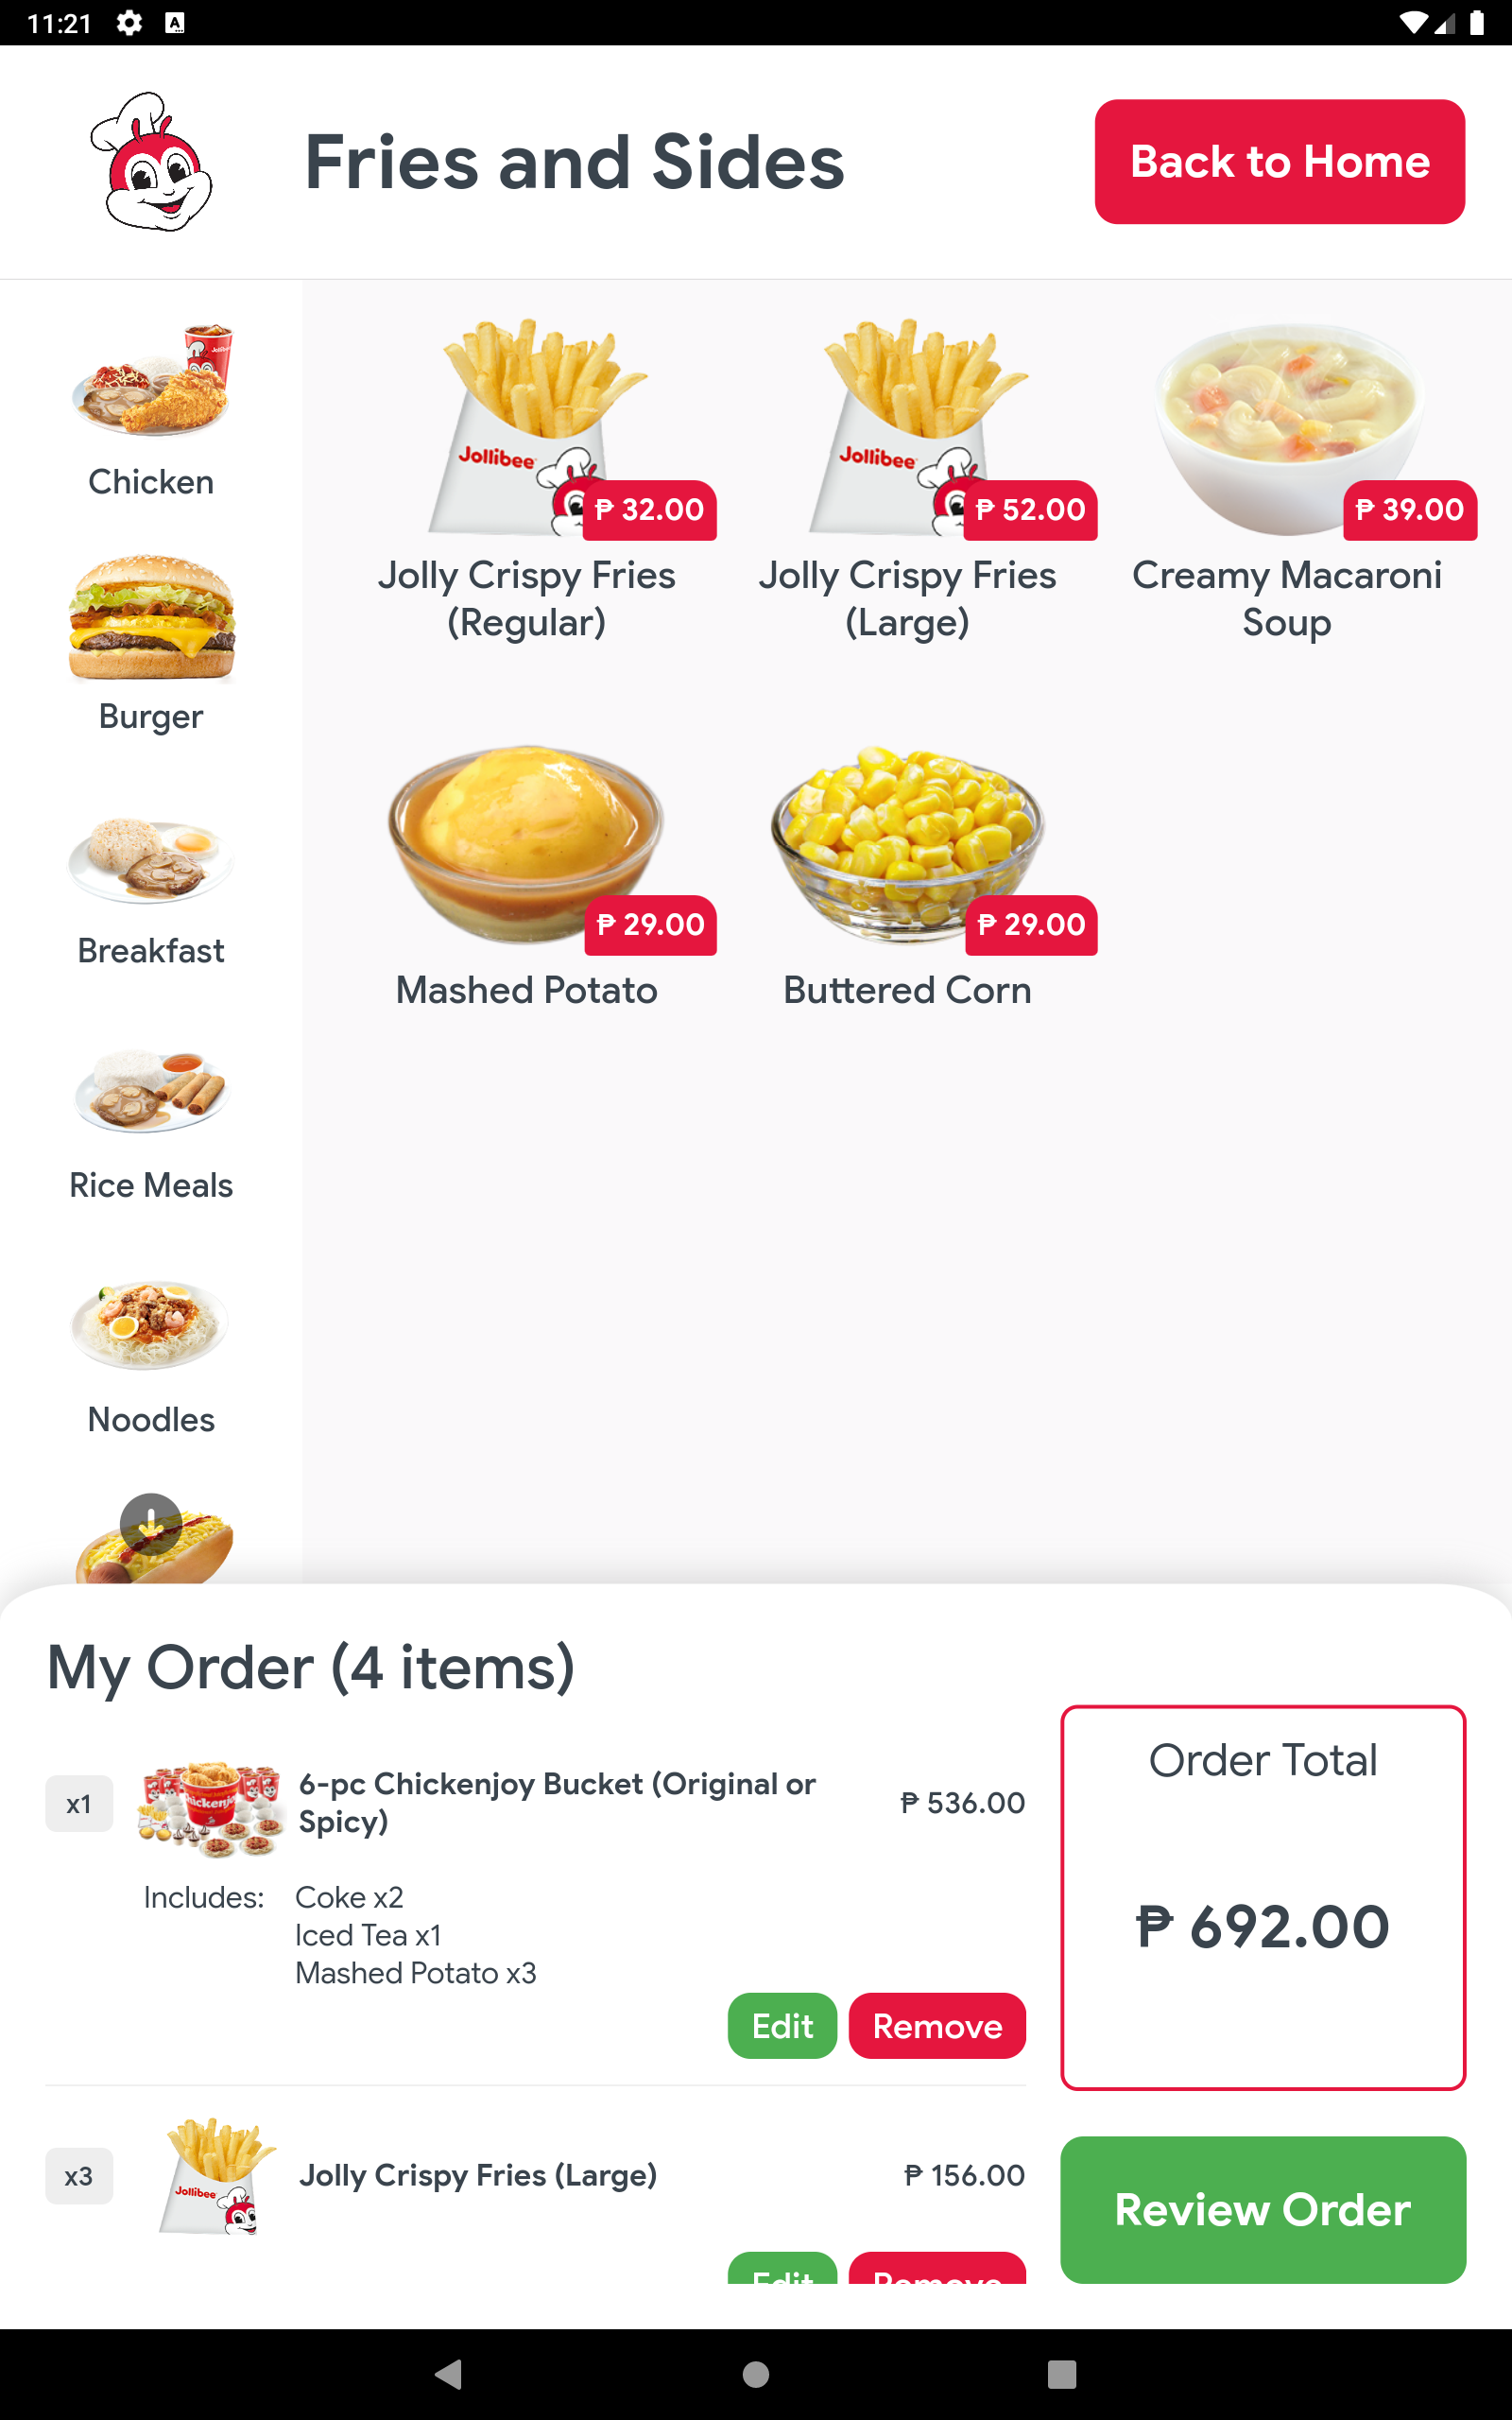 11:21
A
Fries and Sides
Back to Home
Chicken
Burger
Breakfast
Rice Meals
Noodles
Jollibee
₱ 32.00
Jolly Crispy Fries
(Regular)
Jollibee
₱ 52.00
Jolly Crispy Fries
(Large)
₱ 39.00
Creamy Macaroni
Soup
₱ 29.00
Mashed Potato
₱ 29.00
Buttered Corn
My Order (4 items)
x1
6-pc Chickenjoy Bucket (Original or
Spicy)
₱ 536.00
Includes:
Coke x2
Iced Tea x1
Mashed Potato x3
Edit
Remove
x3
Jollibee
Jolly Crispy Fries (Large)
₱ 156.00
Edit
Remove
Order Total
₱ 692.00
Review Order